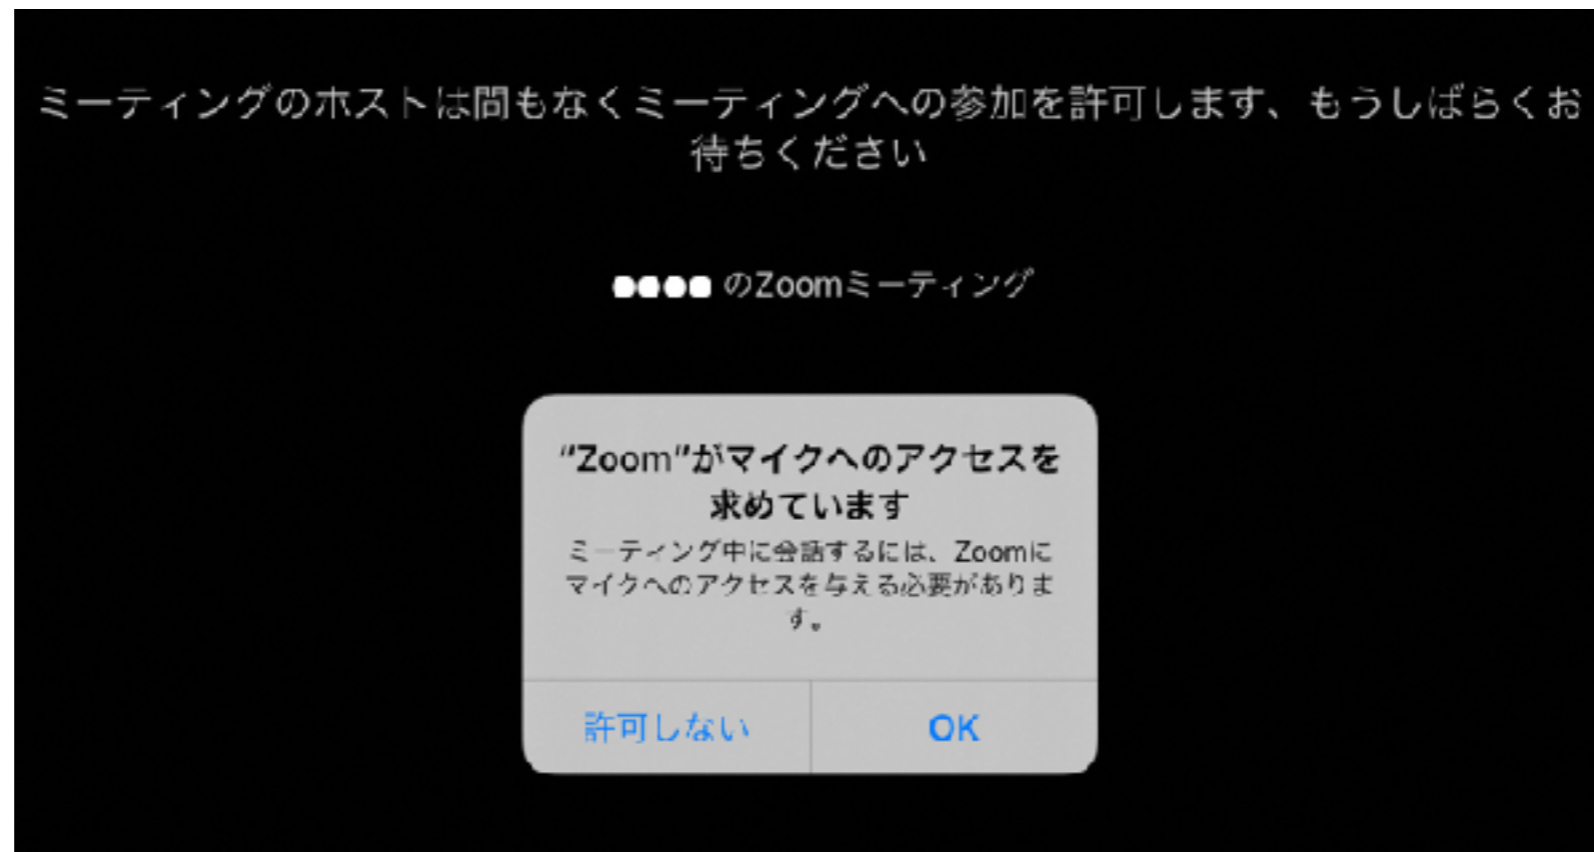 ミーティングのホストは間もなくミーティングへの参加を許可します、もうしばらくお
待ちください
●●●● のZoomミーティング
“Zoom”がマイクへのアクセスを
求めています
ミーティング中に会話するには、Zoomに
マイクへのアクセスを与える必要がありま
す。
許可しない
OK